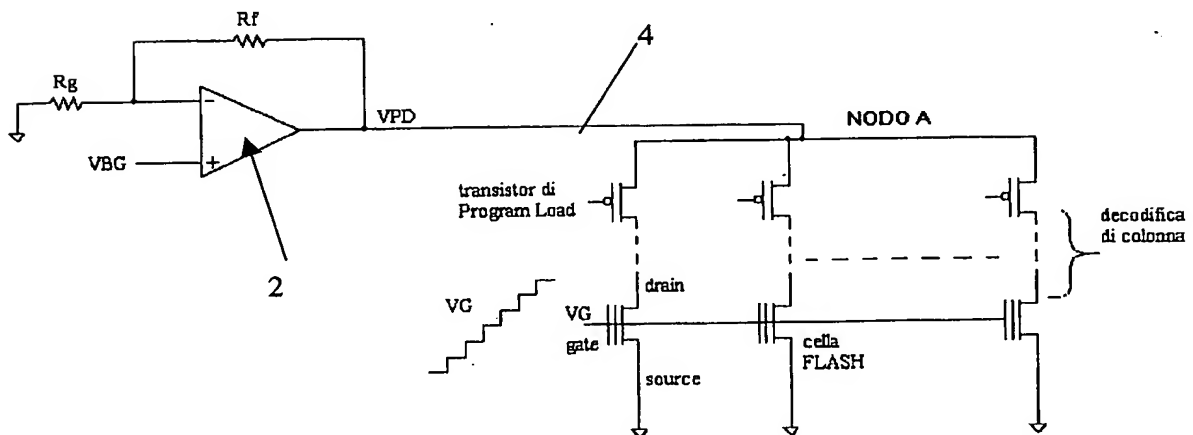 Rf
4
Rg
VPD
NODO A
VBG
transistor di
Program Load
decodifica
di colonna
2
drain
VG
VG
gate
cella
FLASH
source